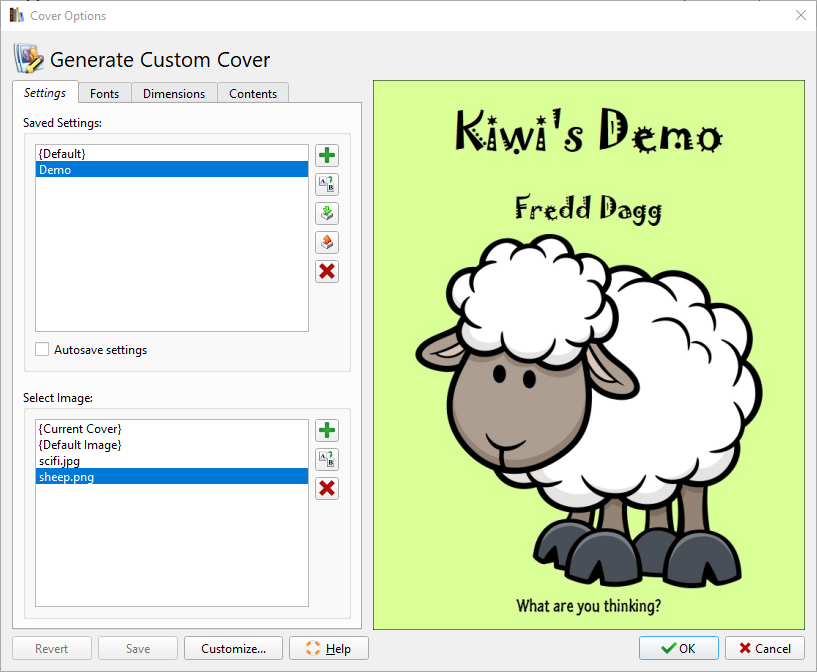 Cover Options
Generate Custom Cover
Settings Fonts Dimensions Contents
Saved Settings:
{Default}
Demo
Autosave settings
Select Image:
{Current Cover}
{Default Image}
scifi.jpg
sheep.png
Kiwi's Demo
Fredd Dagg
What are you thinking?
Revert Save Customize... Help OK Cancel